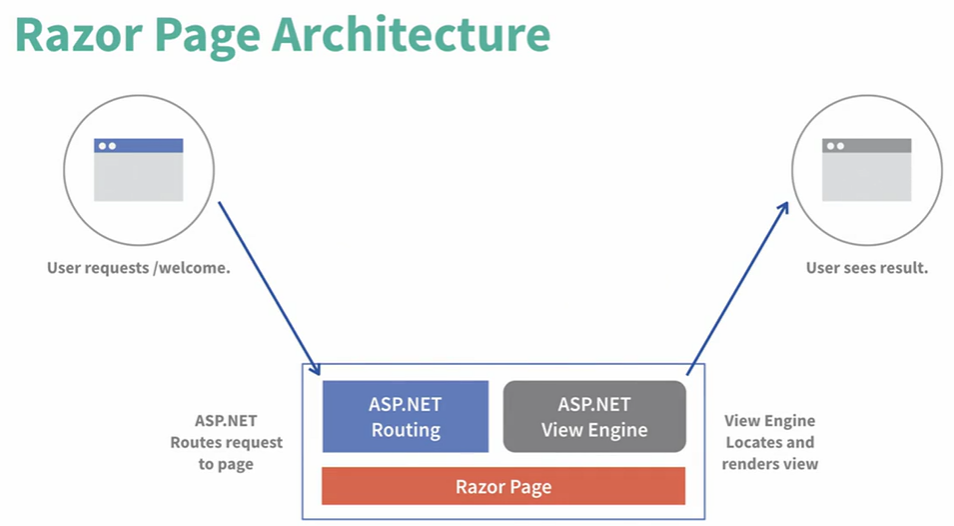 Razor Page Architecture
User requests /welcome.
User sees result.
ASP.NET
Routes request
to page
ASP.NET
Routing
ASP.NET
View Engine
Razor Page
View Engine
Locates and
renders view